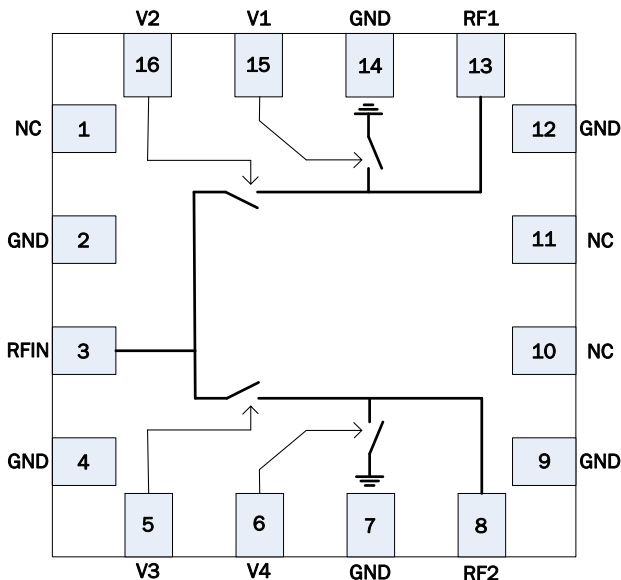 V2 V1 GND RF1
16 15 14 13
NC 1 12 GND
GND 2 11 NC
RFIN 3 10 NC
GND 4 9 GND
5 6 7 8
V3 V4 GND RF2